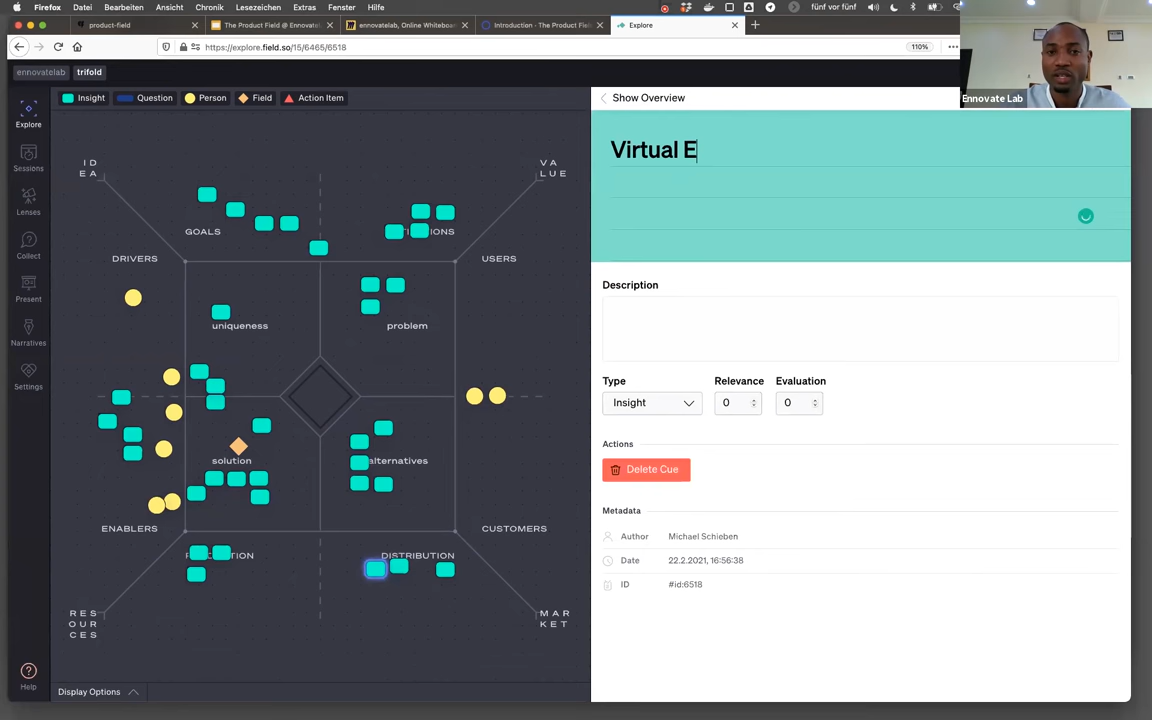 Firefox Datei Bearbeiten Ansicht Chronik Lesezeichen Extras Fenster Hilfe
fünf vor fünf
product-field
The Product Field @ Ennovate
ennovatelab, Online Whiteboar
Introduction - The Product Fiel
Explore
https://explore.field.so/15/6465/6518
110%
Ennovate Lab
ennovatelab trifold
Explore
Sessions
Lenses
Collect
Present
Narratives
Settings
Help
Insight Question Person Field Action Item
ID
EA
VA
LUE
GOALS
IONS
DRIVERS
USERS
uniqueness
problem
solution
alternatives
ENABLERS
CUSTOMERS
TION
DISTRIBUTION
RES
OUR
CES
MAR
KET
Display Options
Show Overview
Virtual E
Description
Type Relevance Evaluation
Insight 0 0
Actions
Delete Cue
Metadata
Author Michael Schieben
Date 22.2.2021, 16:56:38
ID #id:6518